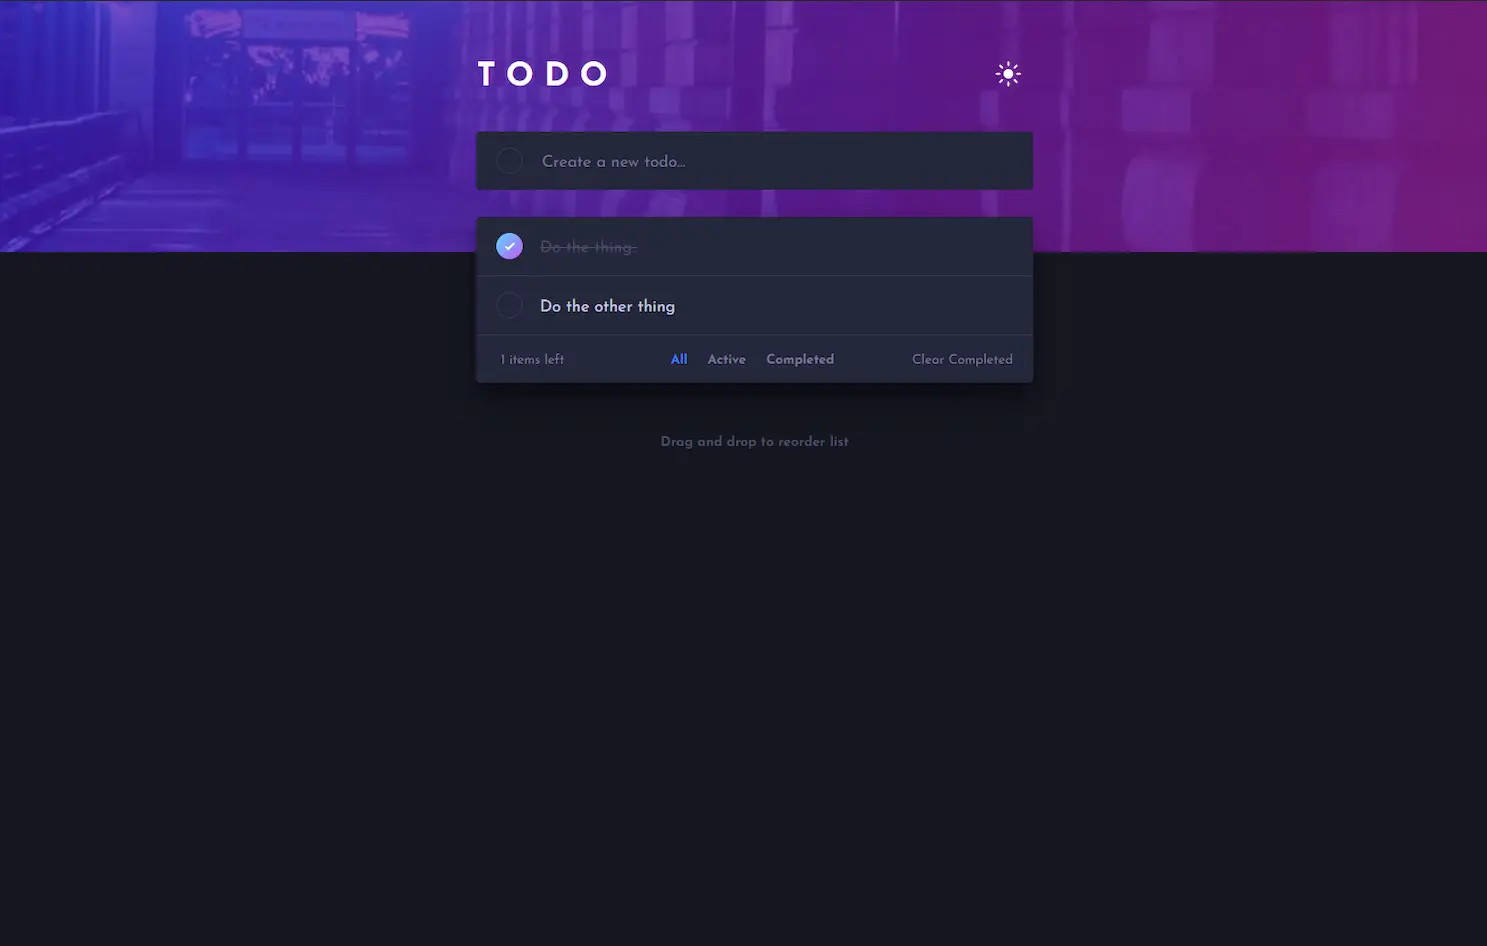 TODO
Create a new todo...
Do the thing.
Do the other thing
1 items left
All
Active
Completed
Clear Completed
Drag and drop to reorder list